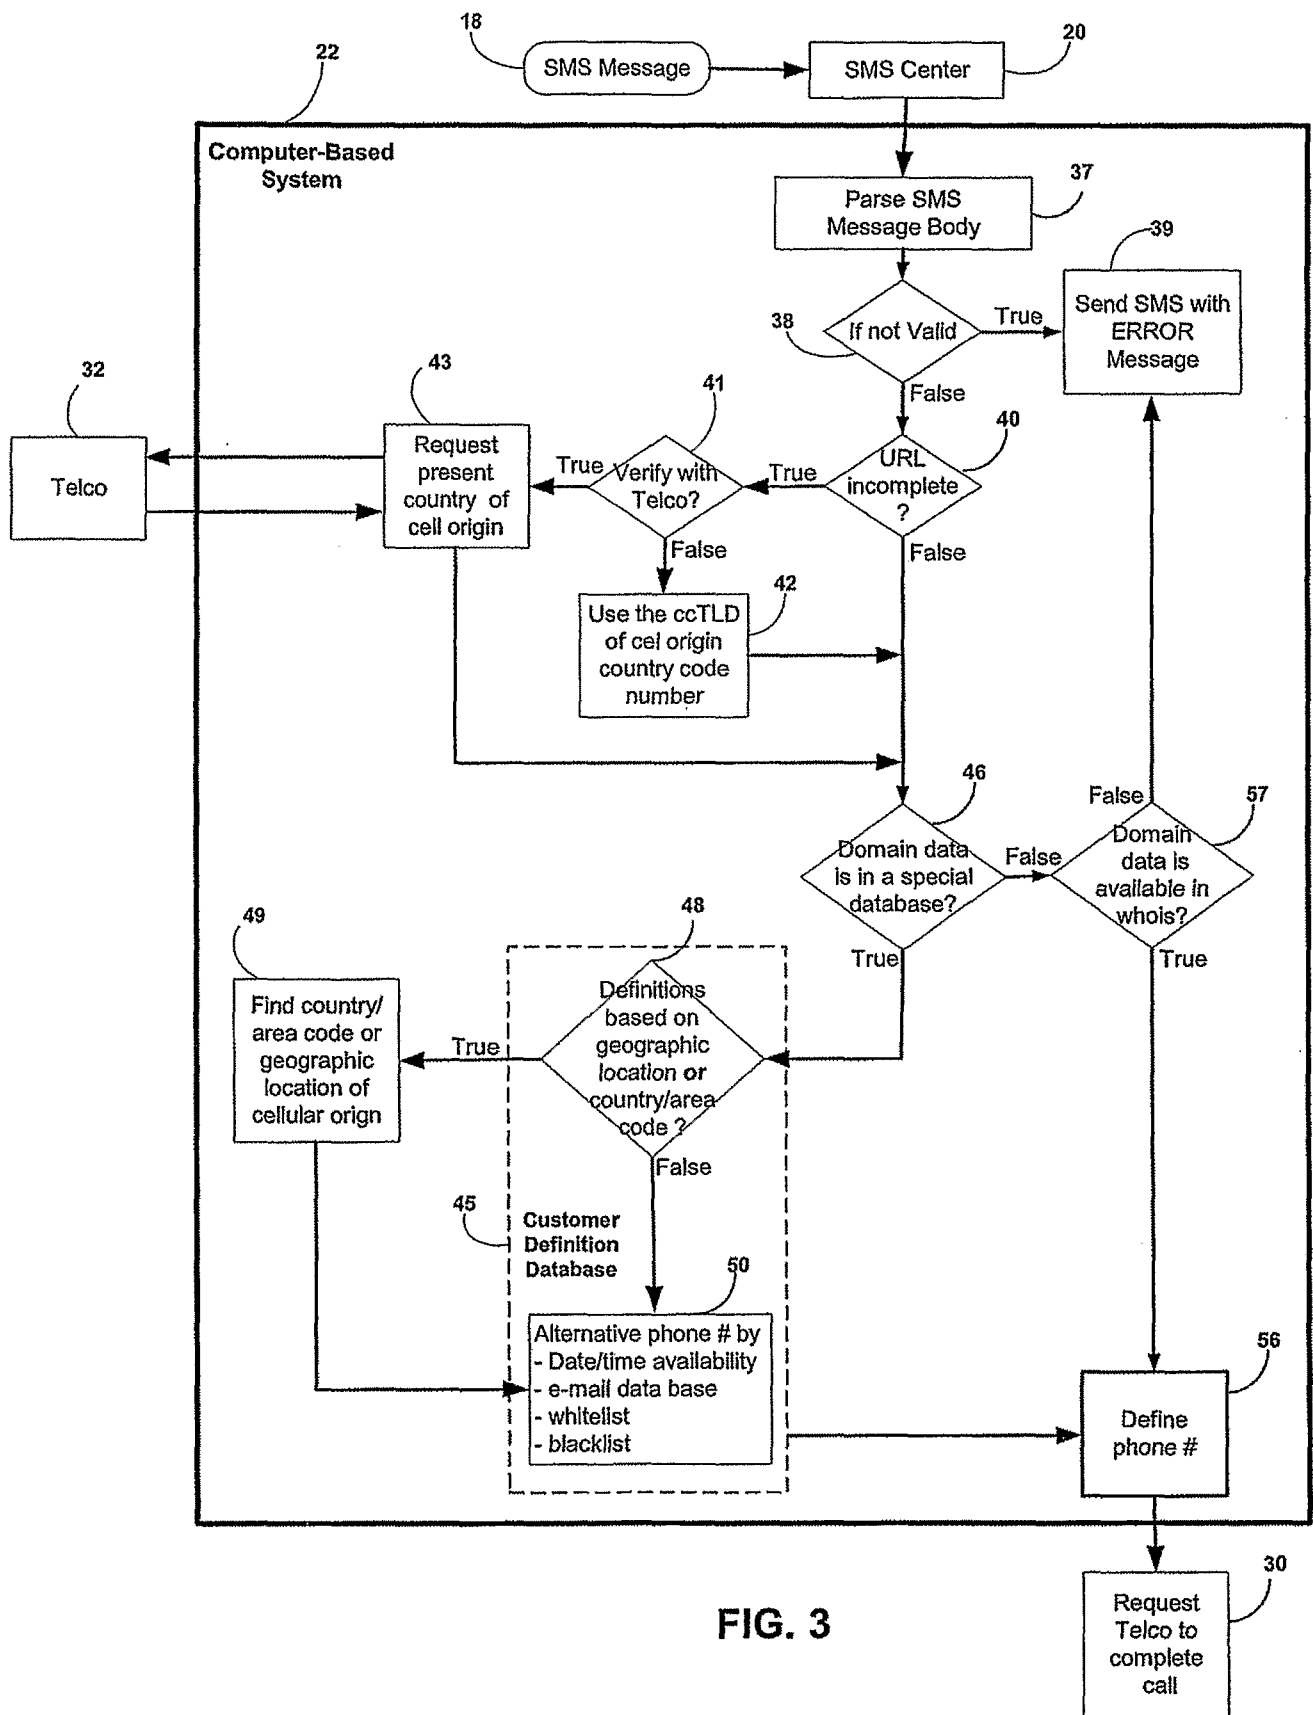 18
SMS Message
20
SMS Center
22
Computer-Based
System
37
Parse SMS
Message Body
39
Send SMS with
ERROR
Message
38
If not Valid
True
False
32
Telco
43
Request
present
country of
cell origin
True
41
Verify with
Telco?
True
40
URL
incomplete
?
False
False
42
Use the ccTLD
of cel origin
country code
number
46
Domain data
is in a special
database?
False
True
57
False
Domain
data is
available in
whois?
True
49
Find country/
area code or
geographic
location of
cellular orign
True
48
Definitions
based on
geographic
location or
country/area
code ?
False
45
Customer
Definition
Database
50
Alternative phone # by
- Date/time availability
- e-mail data base
- whitelist
- blacklist
56
Define
phone #
30
Request
Telco to
complete
call
FIG. 3